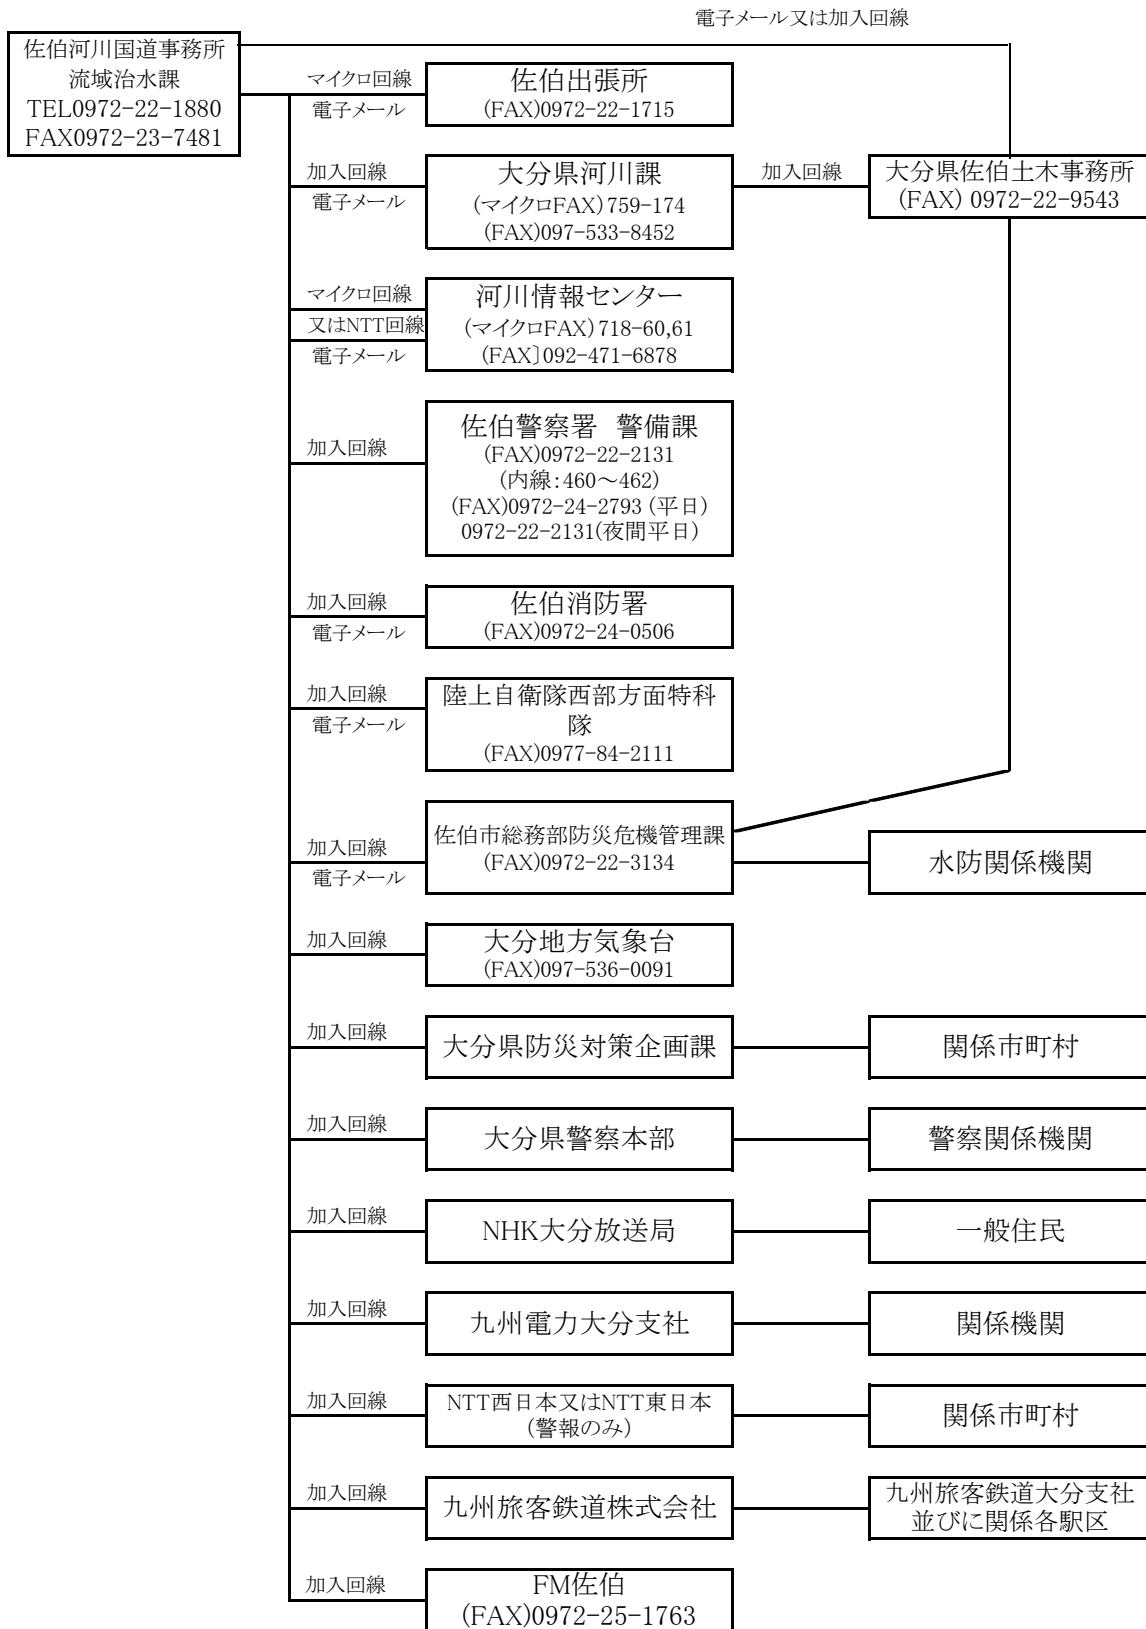 電子メール又は加入回線
佐伯河川国道事務所
流域治水課
TEL0972-22-1880
FAX0972-23-7481
マイクロ回線
電子メール
佐伯出張所
(FAX)0972-22-1715
加入回線
電子メール
大分県河川課
(マイクロFAX)759-174
(FAX)097-533-8452
加入回線
大分県佐伯土木事務所
(FAX) 0972-22-9543
マイクロ回線
又はNTT回線
電子メール
河川情報センター
(マイクロFAX)718-60,61
(FAX〕092-471-6878
加入回線
佐伯警察署 警備課
(FAX)0972-22-2131
(内線:460～462)
(FAX)0972-24-2793 (平日)
0972-22-2131(夜間平日)
加入回線
電子メール
佐伯消防署
(FAX)0972-24-0506
加入回線
電子メール
陸上自衛隊西部方面特科
隊
(FAX)0977-84-2111
加入回線
電子メール
佐伯市総務部防災危機管理課
(FAX)0972-22-3134
水防関係機関
加入回線
大分地方気象台
(FAX)097-536-0091
加入回線
大分県防災対策企画課
関係市町村
加入回線
大分県警察本部
警察関係機関
加入回線
NHK大分放送局
一般住民
加入回線
九州電力大分支社
関係機関
加入回線
NTT西日本又はNTT東日本
(警報のみ)
関係市町村
加入回線
九州旅客鉄道株式会社
九州旅客鉄道大分支社
並びに関係各駅区
加入回線
FM佐伯
(FAX)0972-25-1763